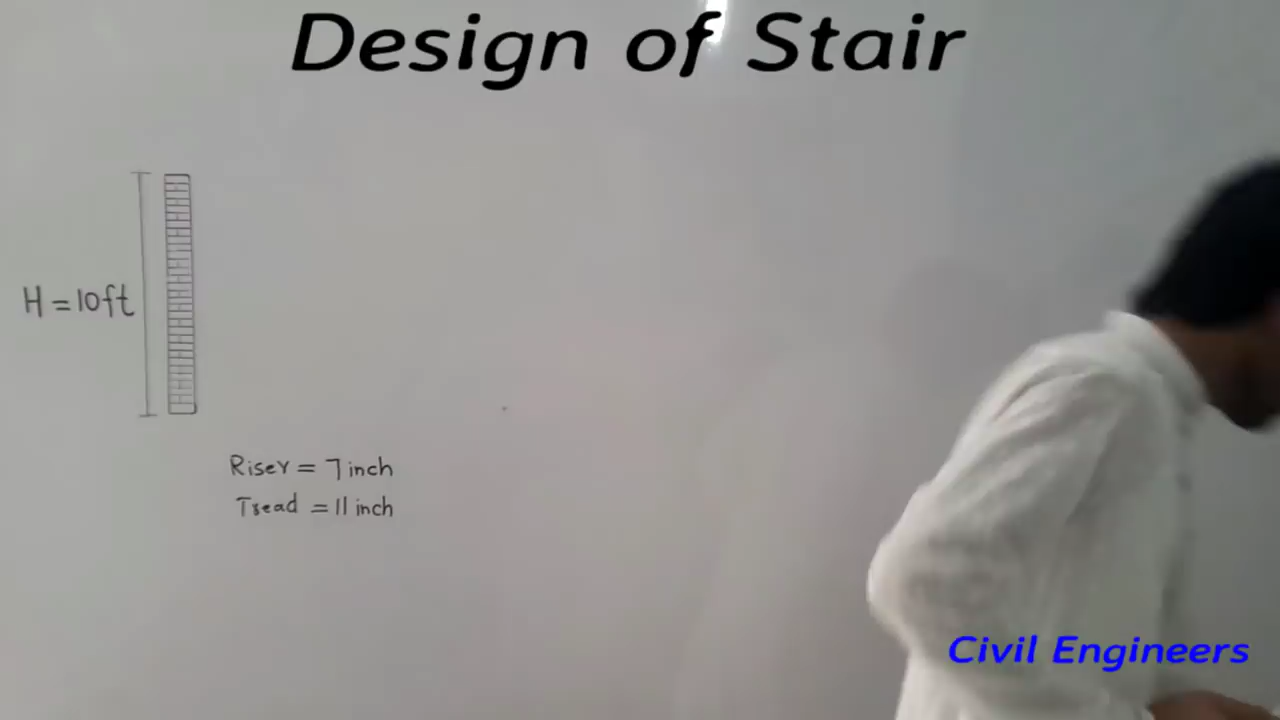 Design of Stair
H = 10ft
Riser = 7 inch
Tread = 11 inch
Civil Engineers